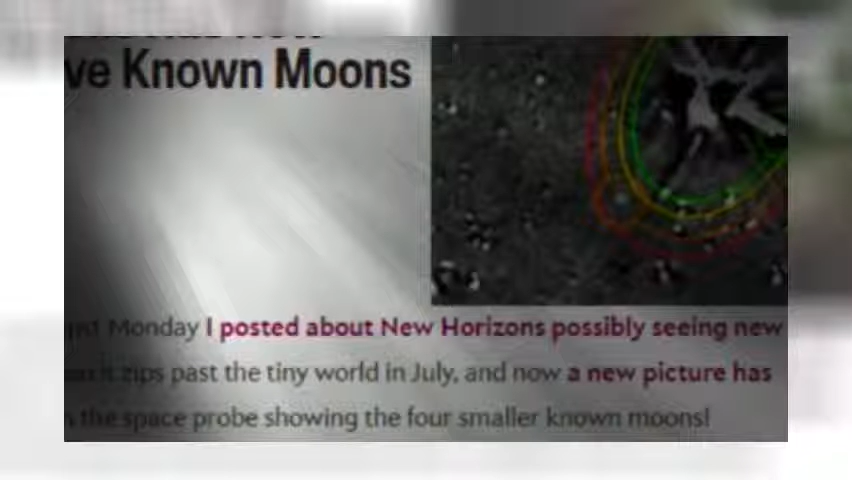 ve Known Moons
Monday I posted about New Horizons possibly seeing new
zips past the tiny world in July, and now a new picture has
the space probe showing the four smaller known moons!